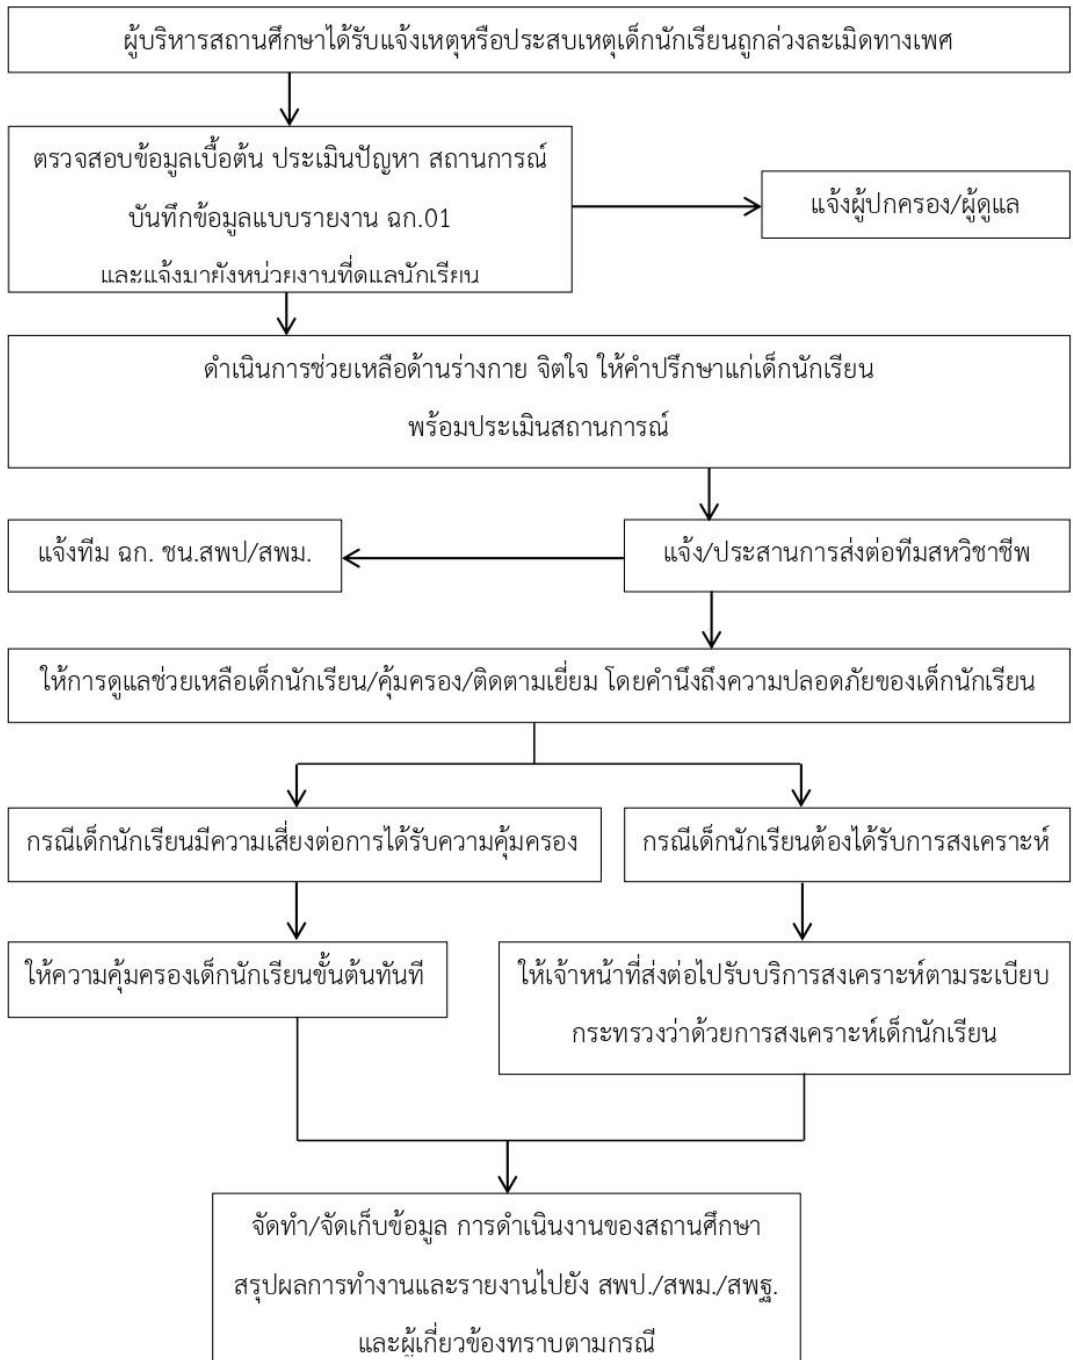 ผู้บริหารสถานศึกษาได้รับแจ้งเหตุหรือประสบเหตุเด็กนักเรียนถูกล่วงละเมิดทางเพศ
ตรวจสอบข้อมูลเบื้อต้น ประเมินปัญหา สถานการณ์
บันทึกข้อมูลแบบรายงาน ฉก.01
และแจ้งมายังหน่วยงานที่ดูแลนักเรียน
แจ้งผู้ปกครอง/ผู้ดูแล
ดำเนินการช่วยเหลือด้านร่างกาย จิตใจ ให้คำปรึกษาแก่เด็กนักเรียน
พร้อมประเมินสถานการณ์
แจ้งทีม ฉก. ชน.สพป/สพม.
แจ้ง/ประสานการส่งต่อทีมสหวิชาชีพ
ให้การดูแลช่วยเหลือเด็กนักเรียน/คุ้มครอง/ติดตามเยี่ยม โดยคำนึงถึงความปลอดภัยของเด็กนักเรียน
กรณีเด็กนักเรียนมีความเสี่ยงต่อการได้รับความคุ้มครอง
กรณีเด็กนักเรียนต้องได้รับการสงเคราะห์
ให้ความคุ้มครองเด็กนักเรียนขั้นต้นทันที
ให้เจ้าหน้าที่ส่งต่อไปรับบริการสงเคราะห์ตามระเบียบ
กระทรวงว่าด้วยการสงเคราะห์เด็กนักเรียน
จัดทำ/จัดเก็บข้อมูล การดำเนินงานของสถานศึกษา
สรุปผลการทำงานและรายงานไปยัง สพป./สพม./สพฐ.
และผู้เกี่ยวข้องทราบตามกรณี